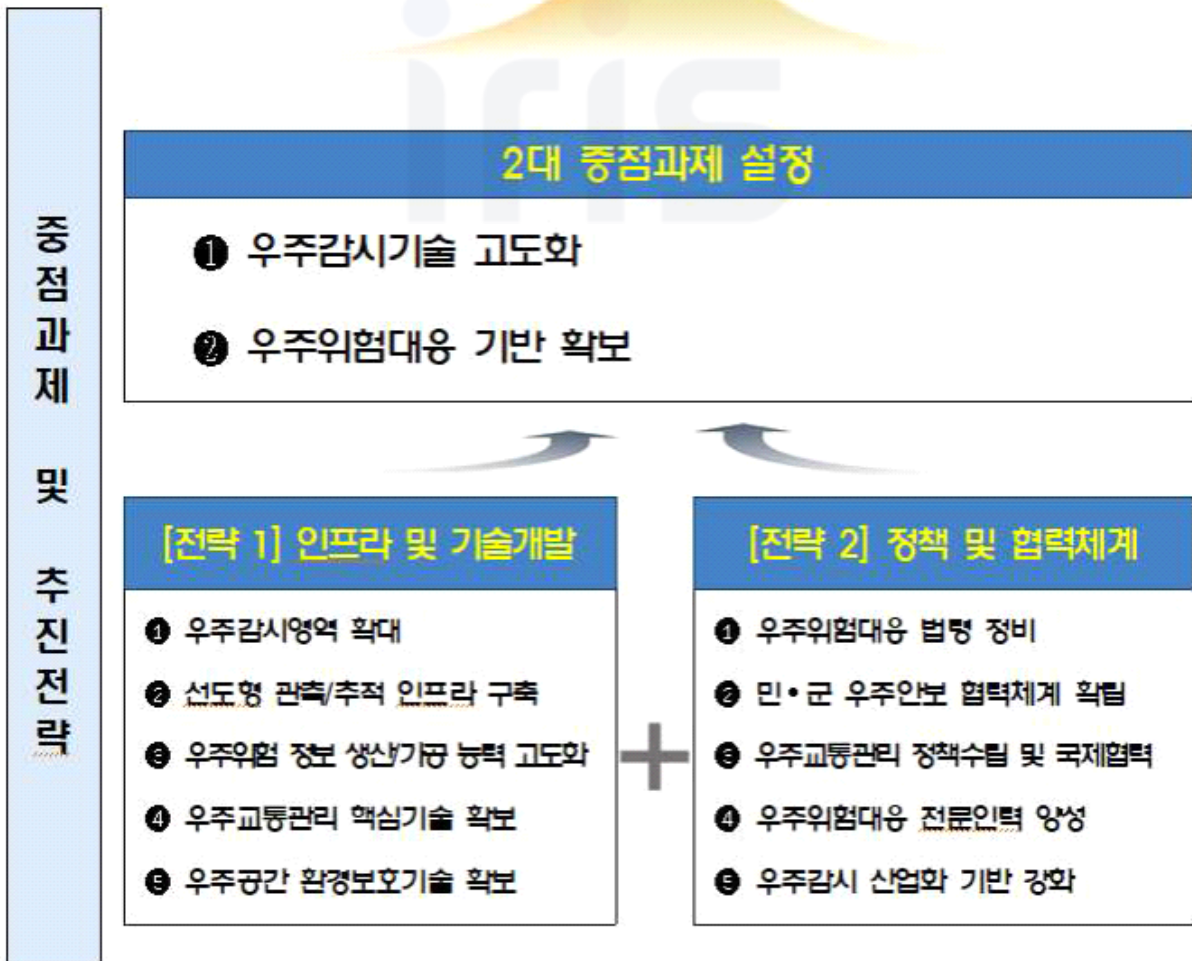 iris
중점과제 및 추진전략
2대 중점과제 설정
❶ 우주감시기술 고도화
❷ 우주위험대응 기반 확보
[전략 1] 인프라 및 기술개발
❶ 우주감시영역 확대
❷ 선도형 관측/추적 인프라 구축
❸ 우주위험 정보 생산/가공 능력 고도화
❹ 우주교통관리 핵심기술 확보
❺ 우주공간 환경보호기술 확보
+
[전략 2] 정책 및 협력체계
❶ 우주위험대응 법령 정비
❷ 민•군 우주안보 협력체계 확립
❸ 우주교통관리 정책수립 및 국제협력
❹ 우주위험대응 전문인력 양성
❺ 우주감시 산업화 기반 강화